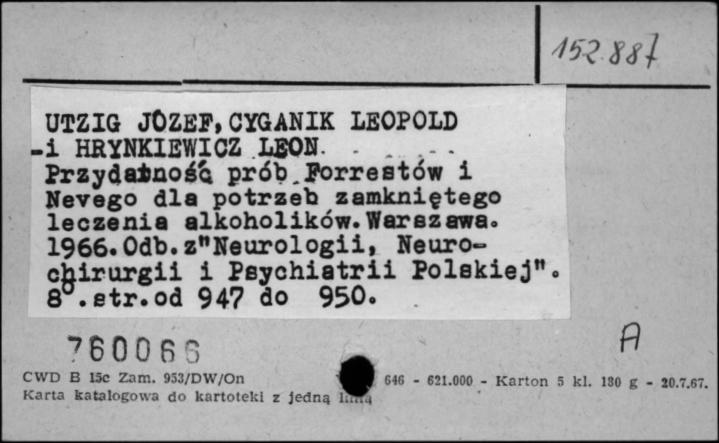 152.887
UTZIG JÓZEF, CYGANIK LEOPOLD
-i HRYNKIEWICZ LEON.
Przydatność prób Forrestów i
Nevego dla potrzeb zamkniętego
leczenia alkoholików. Warszawa.
1966. Odb. z "Neurologii, Neuro-
chirurgii i Psychiatrii Polskiej".
8⁰. str. od 947 do 950.
A
760066
CWD B 15c Zam. 953/DW/On 646 - 621.000 - Karton 5 kl. 180 g - 20.7.67.
Karta katalogowa do kartoteki z jedną linią